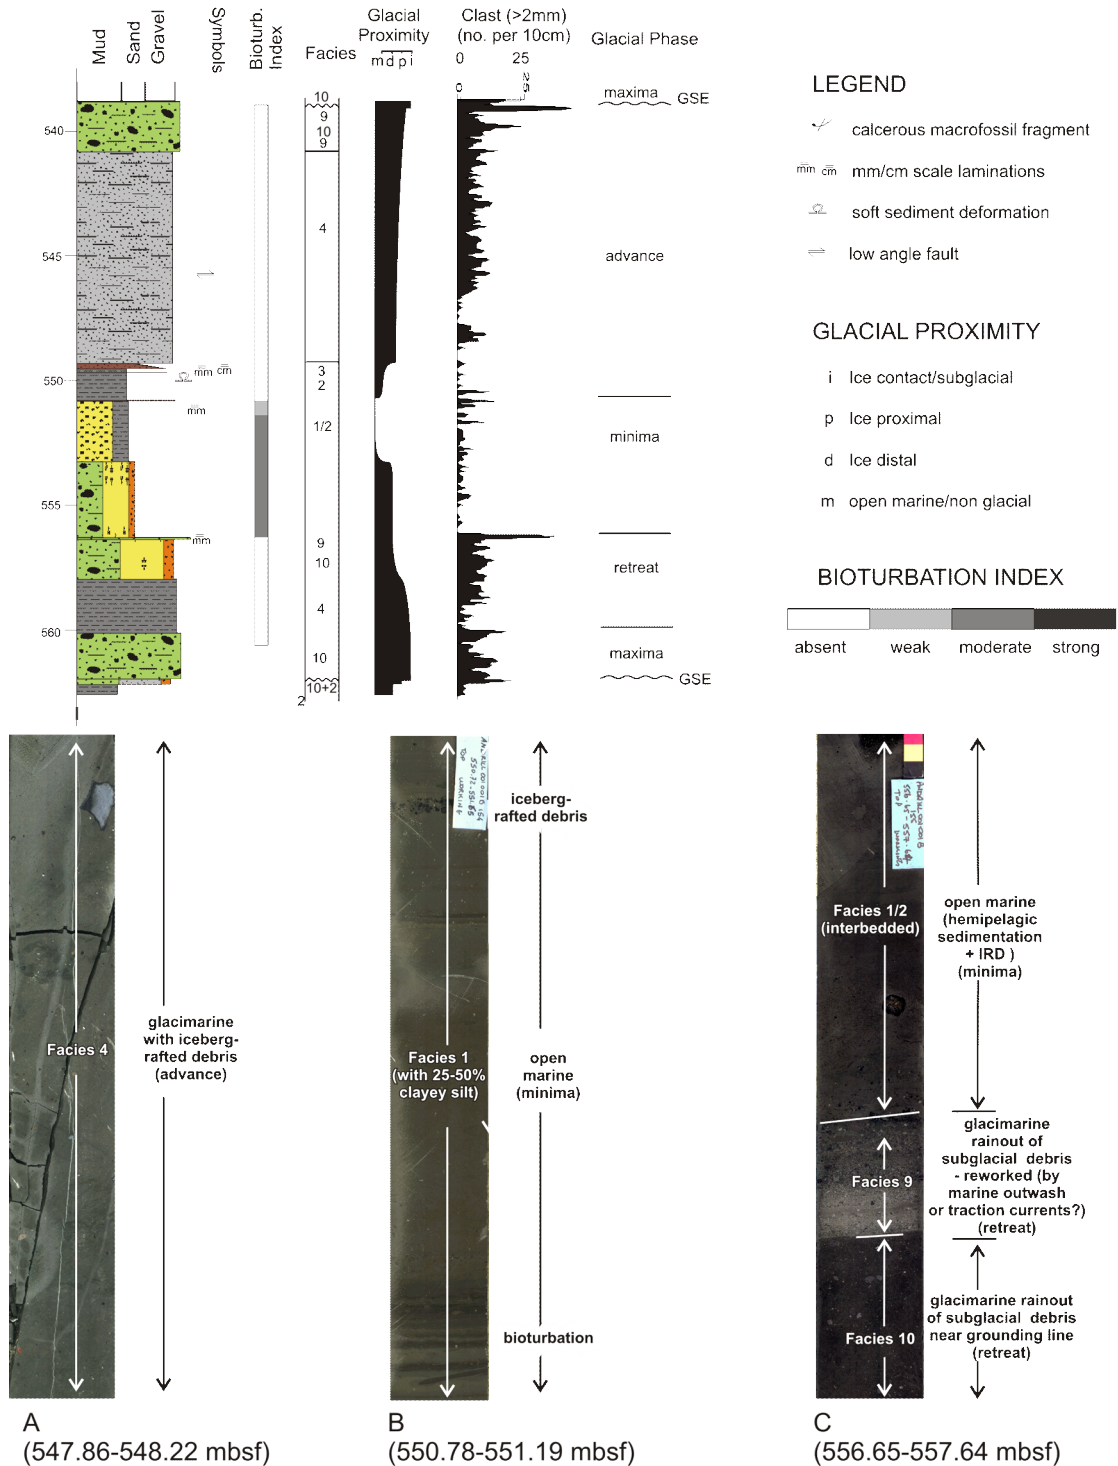 Mud
Sand
Gravel
Symbols
Bioturb.
Index
Facies
Glacial
Proximity
m d p i
Clast (>2mm)
(no. per 10cm)
0 25
0 25
Glacial Phase
540
545
550
555
560
mm cm
mm
mm
10
9
10
9
4
3
2
1/2
9
10
4
10
10+2
2
maxima
GSE
advance
minima
retreat
maxima
GSE
LEGEND
calcerous macrofossil fragment
mm cm mm/cm scale laminations
soft sediment deformation
low angle fault
GLACIAL PROXIMITY
i Ice contact/subglacial
p Ice proximal
d Ice distal
m open marine/non glacial
BIOTURBATION INDEX
absent weak moderate strong
Facies 4
glacimarine
with iceberg-
rafted debris
(advance)
A
(547.86-548.22 mbsf)
Facies 1
(with 25-50%
clayey silt)
iceberg-
rafted debris
open
marine
(minima)
bioturbation
B
(550.78-551.19 mbsf)
Facies 1/2
(interbedded)
Facies 9
Facies 10
open marine
(hemipelagic
sedimentation
+ IRD )
(minima)
glacimarine
rainout of
subglacial debris
- reworked (by
marine outwash
or traction currents?)
(retreat)
glacimarine rainout
of subglacial debris
near grounding line
(retreat)
C
(556.65-557.64 mbsf)